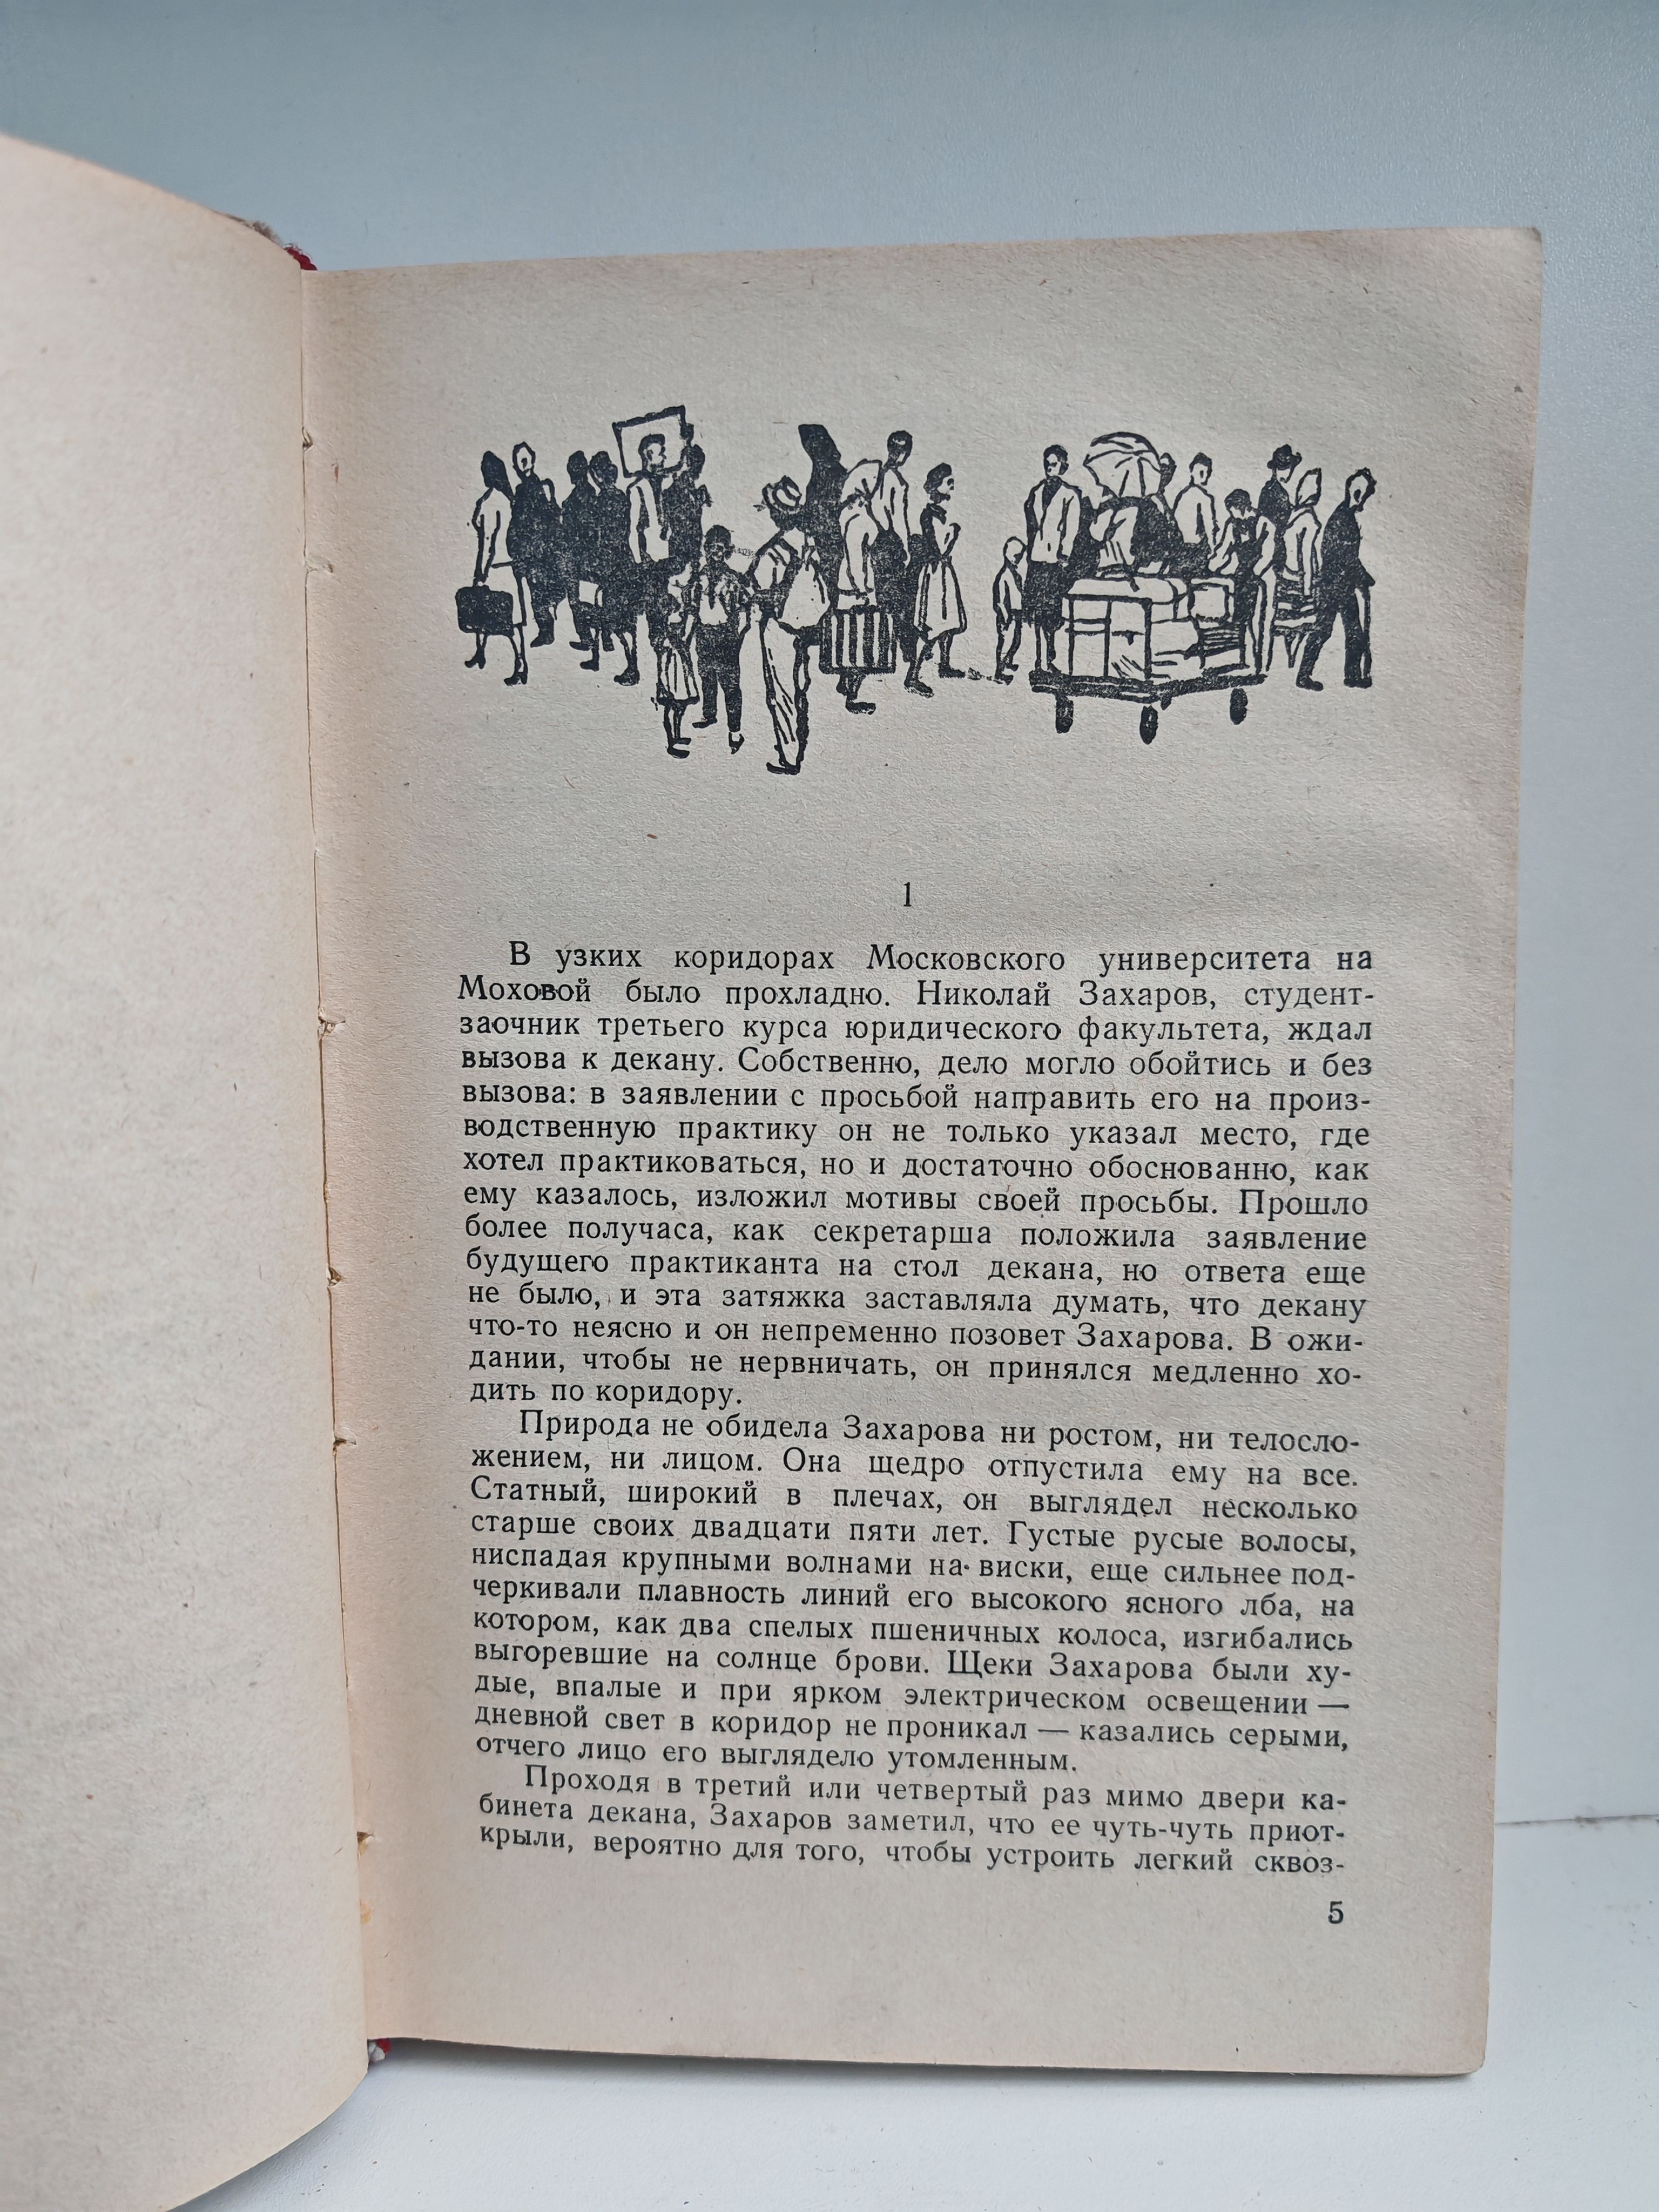 1
В узких коридорах Московского университета на
Моховой было прохладно. Николай Захаров, студент-
заочник третьего курса юридического факультета, ждал
вызова к декану. Собственно, дело могло обойтись и без
вызова: в заявлении с просьбой направить его на произ-
водственную практику он не только указал место, где
хотел практиковаться, но и достаточно обоснованно, как
ему казалось, изложил мотивы своей просьбы. Прошло
более получаса, как секретарша положила заявление
будущего практиканта на стол декана, но ответа еще
не было, и эта затяжка заставляла думать, что декану
что-то неясно и он непременно позовет Захарова. В ожи-
дании, чтобы не нервничать, он принялся медленно хо-
дить по коридору.
Природа не обидела Захарова ни ростом, ни телосло-
жением, ни лицом. Она щедро отпустила ему на все.
Статный, широкий в плечах, он выглядел несколько
старше своих двадцати пяти лет. Густые русые волосы,
ниспадая крупными волнами на виски, еще сильнее под-
черкивали плавность линий его высокого ясного лба, на
котором, как два спелых пшеничных колоса, изгибались
выгоревшие на солнце брови. Щеки Захарова были ху-
дые, впалые и при ярком электрическом освещении —
дневной свет в коридор не проникал — казались серыми,
отчего лицо его выглядело утомленным.
Проходя в третий или четвертый раз мимо двери ка-
бинета декана, Захаров заметил, что ее чуть-чуть приот-
крыли, вероятно для того, чтобы устроить легкий сквоз-
5